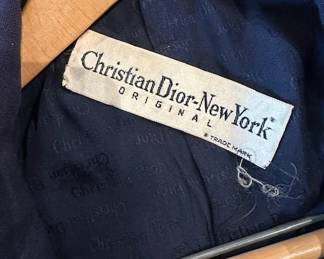 Christian Dior-New York®
ORIGINAL
® TRADE MARK